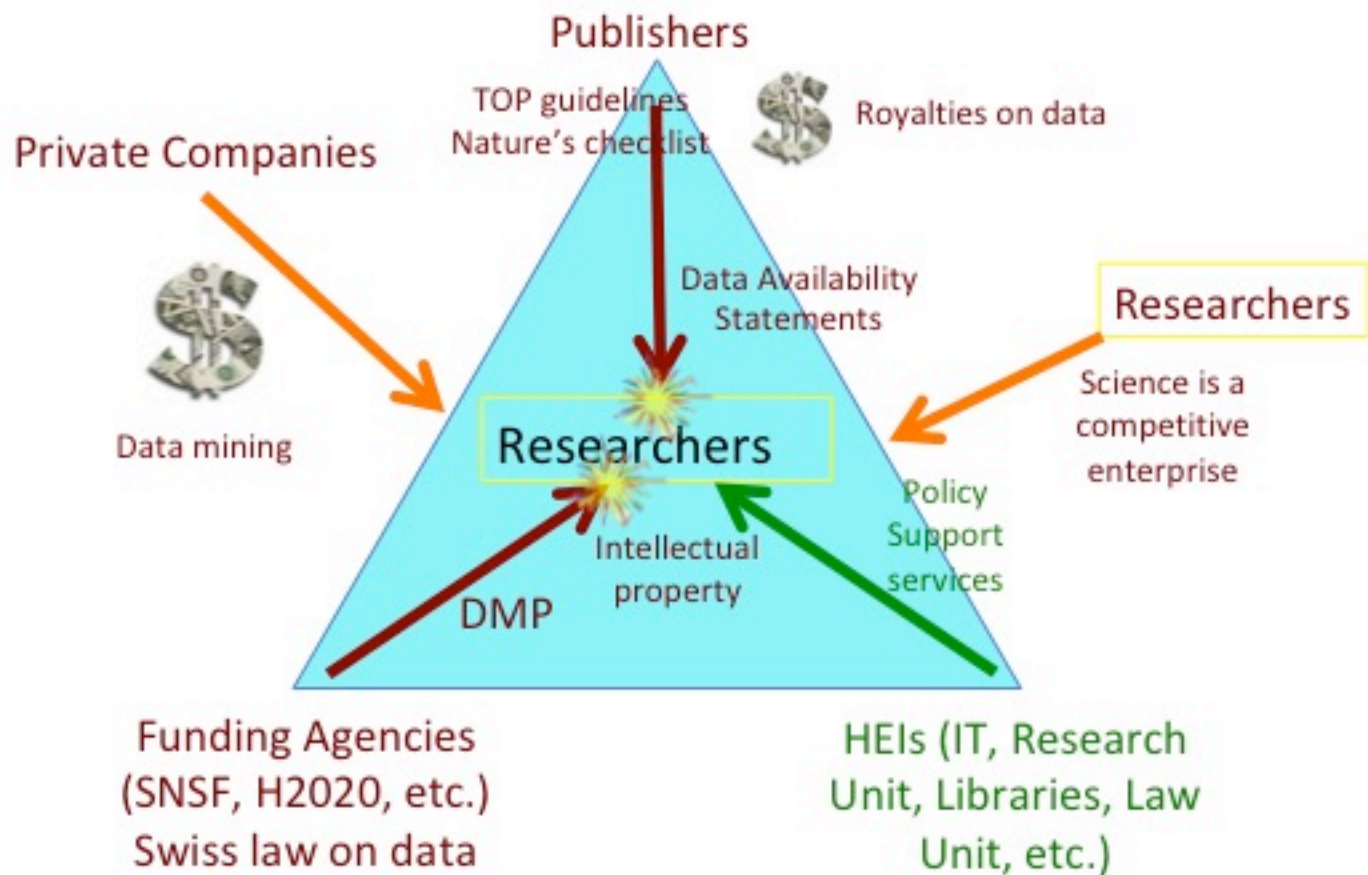 Publishers
TOP guidelines
Nature's checklist
Royalties on data
Private Companies
Data mining
Data Availability
Statements
Researchers
Science is a
competitive
enterprise
Researchers
Policy
Support
services
Intellectual
property
DMP
Funding Agencies
(SNSF, H2020, etc.)
Swiss law on data
HEIs (IT, Research
Unit, Libraries, Law
Unit, etc.)